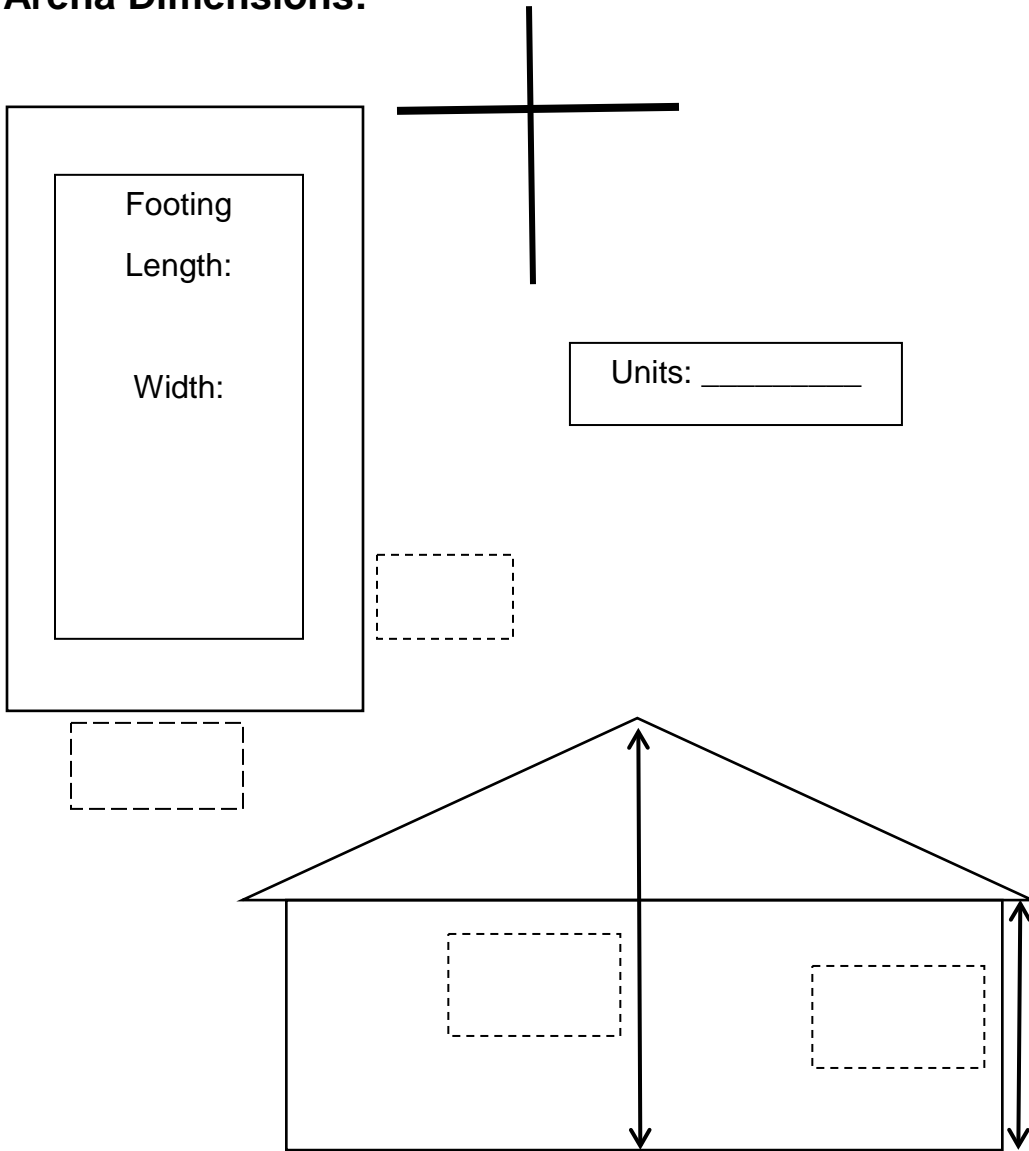 Arena Dimensions:
Footing
Length:
Width:
Units: _________